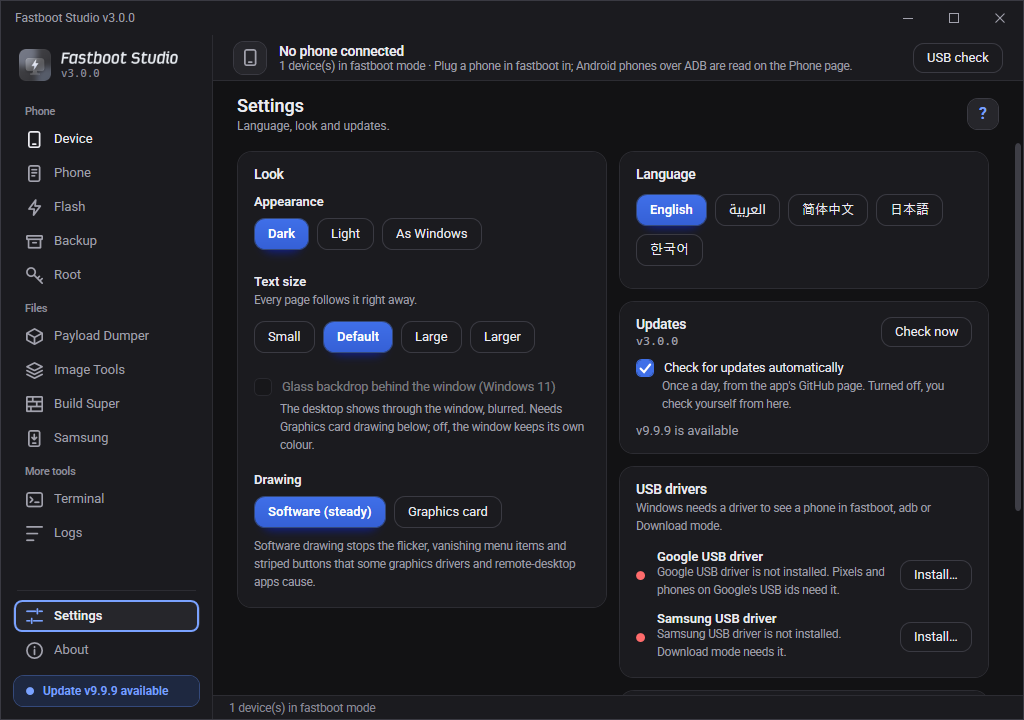 Fastboot Studio v3.0.0
Fastboot Studio
v3.0.0
Phone
Device
Phone
Flash
Backup
Root
Files
Payload Dumper
Image Tools
Build Super
Samsung
More tools
Terminal
Logs
Settings
About
Update v9.9.9 available
No phone connected
1 device(s) in fastboot mode · Plug a phone in fastboot in; Android phones over ADB are read on the Phone page.
USB check
Settings
Language, look and updates.
?
Look
Appearance
Dark
Light
As Windows
Text size
Every page follows it right away.
Small
Default
Large
Larger
Glass backdrop behind the window (Windows 11)
The desktop shows through the window, blurred. Needs
Graphics card drawing below; off, the window keeps its own
colour.
Drawing
Software (steady)
Graphics card
Software drawing stops the flicker, vanishing menu items and
striped buttons that some graphics drivers and remote-desktop
apps cause.
Language
English
العربية
简体中文
日本語
한국어
Updates
v3.0.0
Check now
Check for updates automatically
Once a day, from the app's GitHub page. Turned off, you
check yourself from here.
v9.9.9 is available
USB drivers
Windows needs a driver to see a phone in fastboot, adb or
Download mode.
Google USB driver
Google USB driver is not installed. Pixels and
phones on Google's USB ids need it.
Install…
Samsung USB driver
Samsung USB driver is not installed.
Download mode needs it.
Install…
1 device(s) in fastboot mode